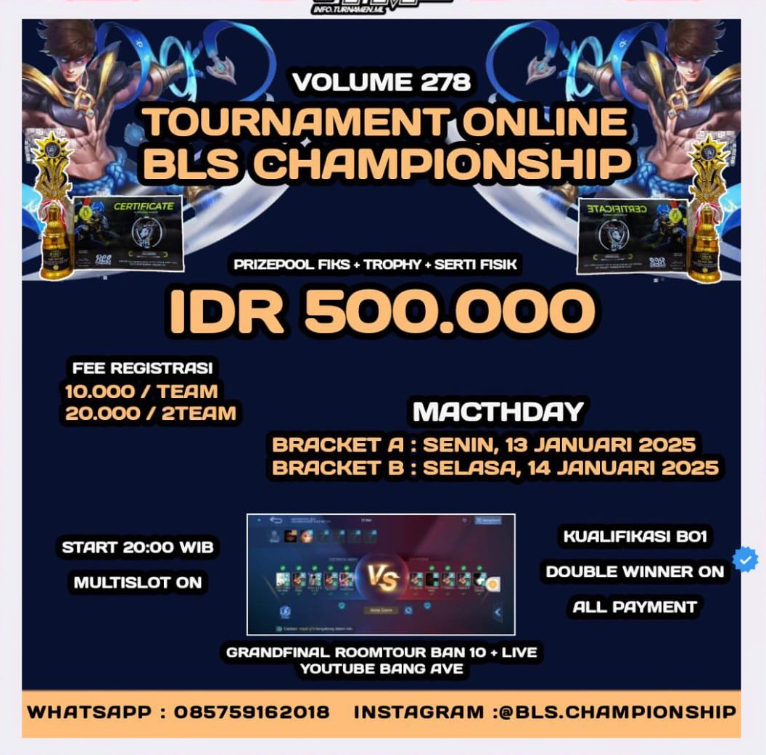 INFO.TURNAMEN.ML
VOLUME 278
TOURNAMENT ONLINE
BLS CHAMPIONSHIP
CERTIFICATE
CERTIFICATE
PRIZEPOOL FIKS + TROPHY + SERTI FISIK
IDR 500.000
FEE REGISTRASI
10.000 / TEAM
20.000 / 2TEAM
MACTHDAY
BRACKET A : SENIN, 13 JANUARI 2025
BRACKET B : SELASA, 14 JANUARI 2025
START 20:00 WIB
MULTISLOT ON
VS
KUALIFIKASI BO1
DOUBLE WINNER ON
ALL PAYMENT
GRANDFINAL ROOMTOUR BAN 10 + LIVE
YOUTUBE BANG AVE
WHATSAPP : 085759162018 INSTAGRAM :@BLS.CHAMPIONSHIP